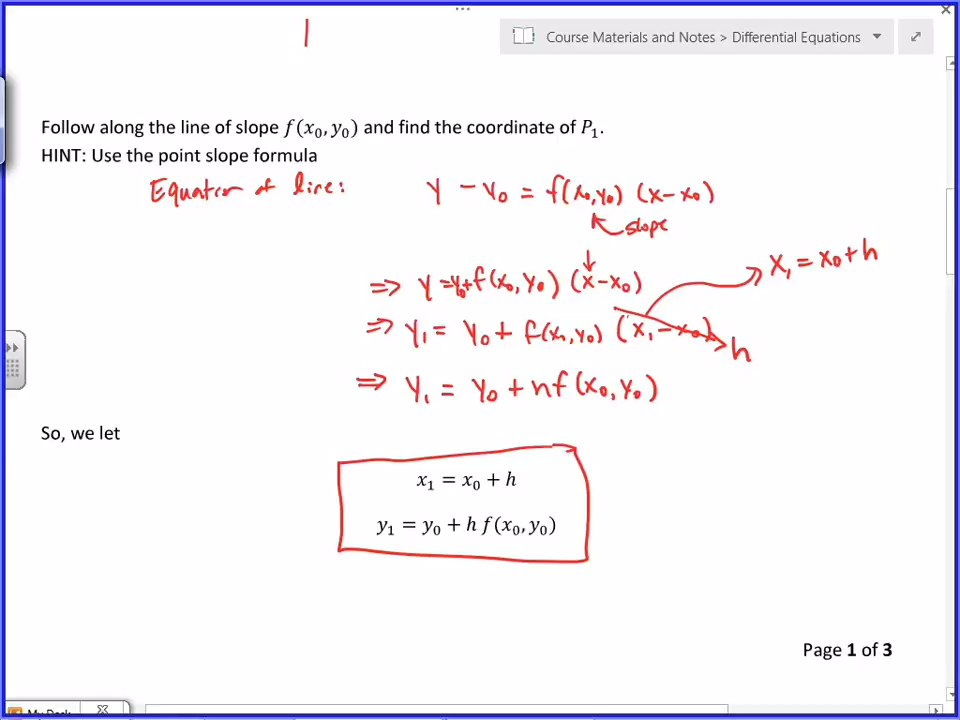 Course Materials and Notes > Differential Equations
Follow along the line of slope f(x₀, y₀) and find the coordinate of P₁.
HINT: Use the point slope formula
Equation of line: y − y₀ = f(x₀, y₀) (x − x₀)
slope
x₁ = x₀ + h
⇒ y = y₀ + f(x₀, y₀) (x − x₀)
⇒ y₁ = y₀ + f(x₁, y₀) (x₁ − x₀)
h
⇒ y₁ = y₀ + hf(x₀, y₀)
So, we let
x₁ = x₀ + h
y₁ = y₀ + h f(x₀, y₀)
Page 1 of 3
My Desk